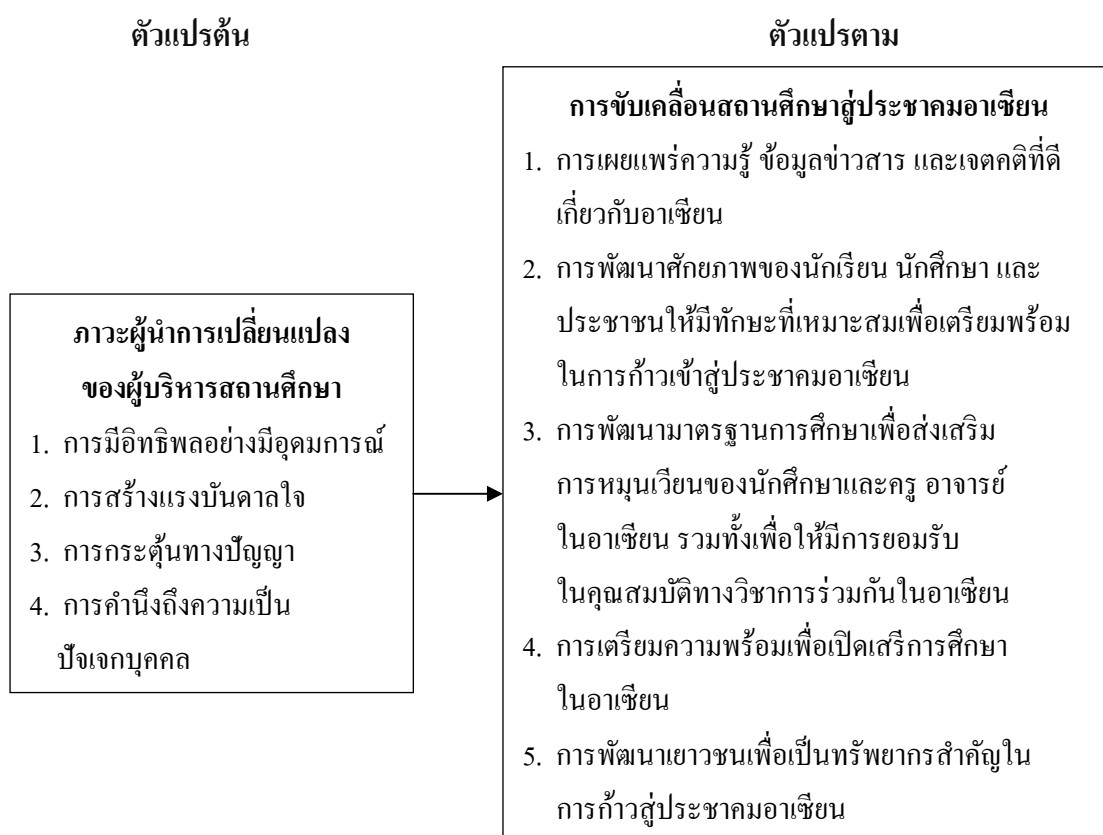 ตัวแปรต้น
ตัวแปรตาม
ภาวะผู้นำการเปลี่ยนแปลง
ของผู้บริหารสถานศึกษา
1. การมีอิทธิพลอย่างมีอุดมการณ์
2. การสร้างแรงบันดาลใจ
3. การกระตุ้นทางปัญญา
4. การคำนึงถึงความเป็น
ปัจเจกบุคคล
การขับเคลื่อนสถานศึกษาสู่ประชาคมอาเซียน
1. การเผยแพร่ความรู้ ข้อมูลข่าวสาร และเจตคติที่ดี
เกี่ยวกับอาเซียน
2. การพัฒนาศักยภาพของนักเรียน นักศึกษา และ
ประชาชนให้มีทักษะที่เหมาะสมเพื่อเตรียมพร้อม
ในการก้าวเข้าสู่ประชาคมอาเซียน
3. การพัฒนามาตรฐานการศึกษาเพื่อส่งเสริม
การหมุนเวียนของนักศึกษาและครู อาจารย์
ในอาเซียน รวมทั้งเพื่อให้มีการยอมรับ
ในคุณสมบัติทางวิชาการร่วมกันในอาเซียน
4. การเตรียมความพร้อมเพื่อเปิดเสรีการศึกษา
ในอาเซียน
5. การพัฒนาเยาวชนเพื่อเป็นทรัพยากรสำคัญใน
การก้าวสู่ประชาคมอาเซียน